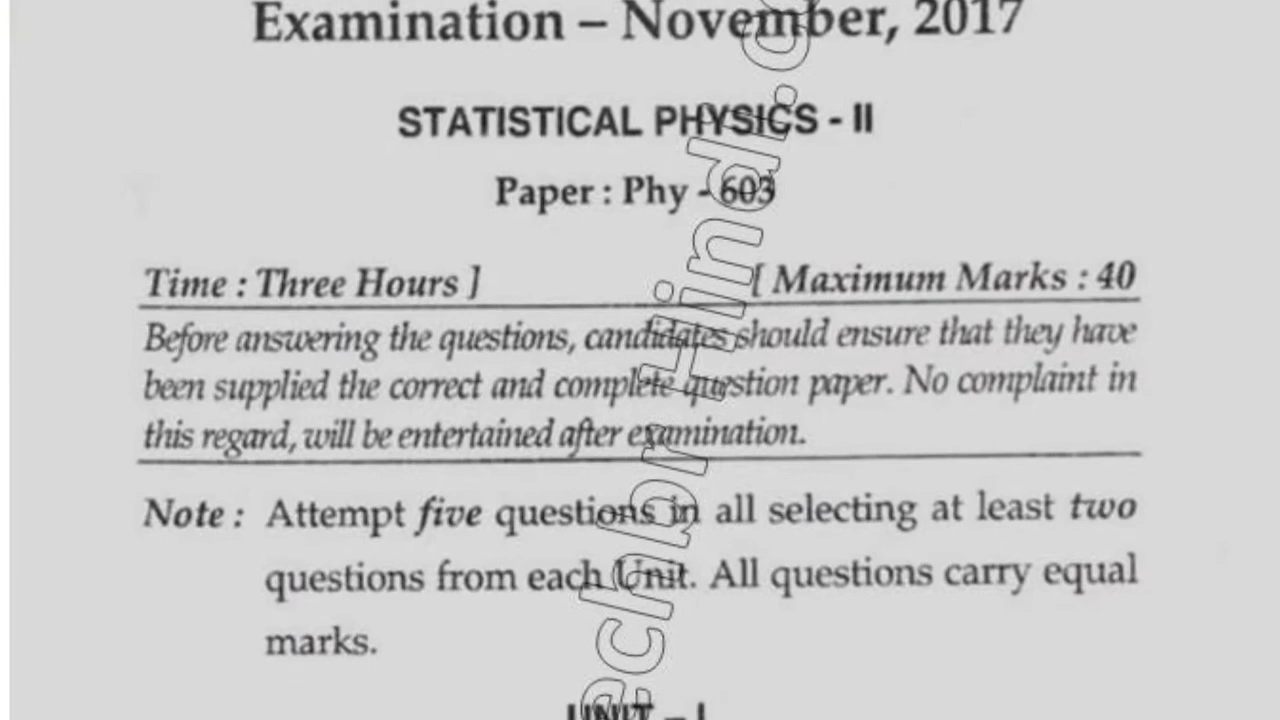 Examination – November, 2017
STATISTICAL PHYSICS - II
Paper : Phy - 603
Time : Three Hours ] [ Maximum Marks : 40
Before answering the questions, candidates should ensure that they have
been supplied the correct and complete question paper. No complaint in
this regard, will be entertained after examination.
Note : Attempt five questions in all selecting at least two
questions from each Unit. All questions carry equal
marks.
UNIT – I